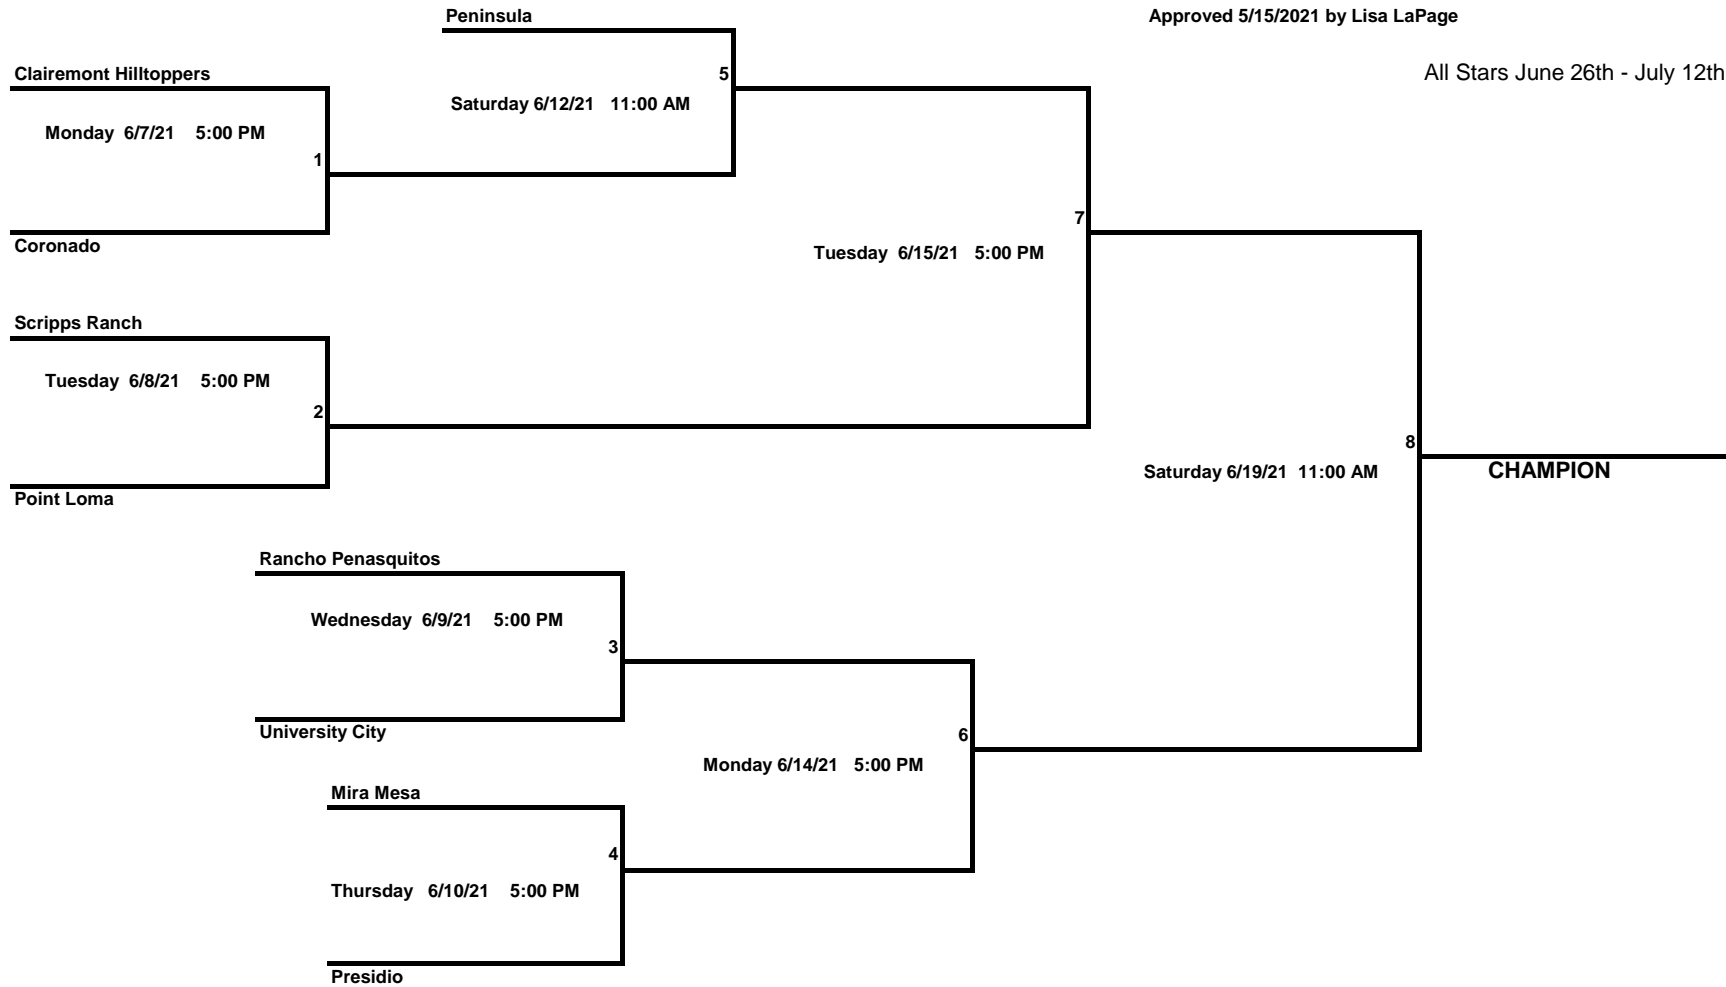 Peninsula
Approved 5/15/2021 by Lisa LaPage
Clairemont Hilltoppers
5
All Stars June 26th - July 12th
Saturday 6/12/21 11:00 AM
Monday 6/7/21 5:00 PM
1
7
Coronado
Tuesday 6/15/21 5:00 PM
Scripps Ranch
Tuesday 6/8/21 5:00 PM
2
8
Saturday 6/19/21 11:00 AM
CHAMPION
Point Loma
Rancho Penasquitos
Wednesday 6/9/21 5:00 PM
3
University City
6
Monday 6/14/21 5:00 PM
Mira Mesa
4
Thursday 6/10/21 5:00 PM
Presidio